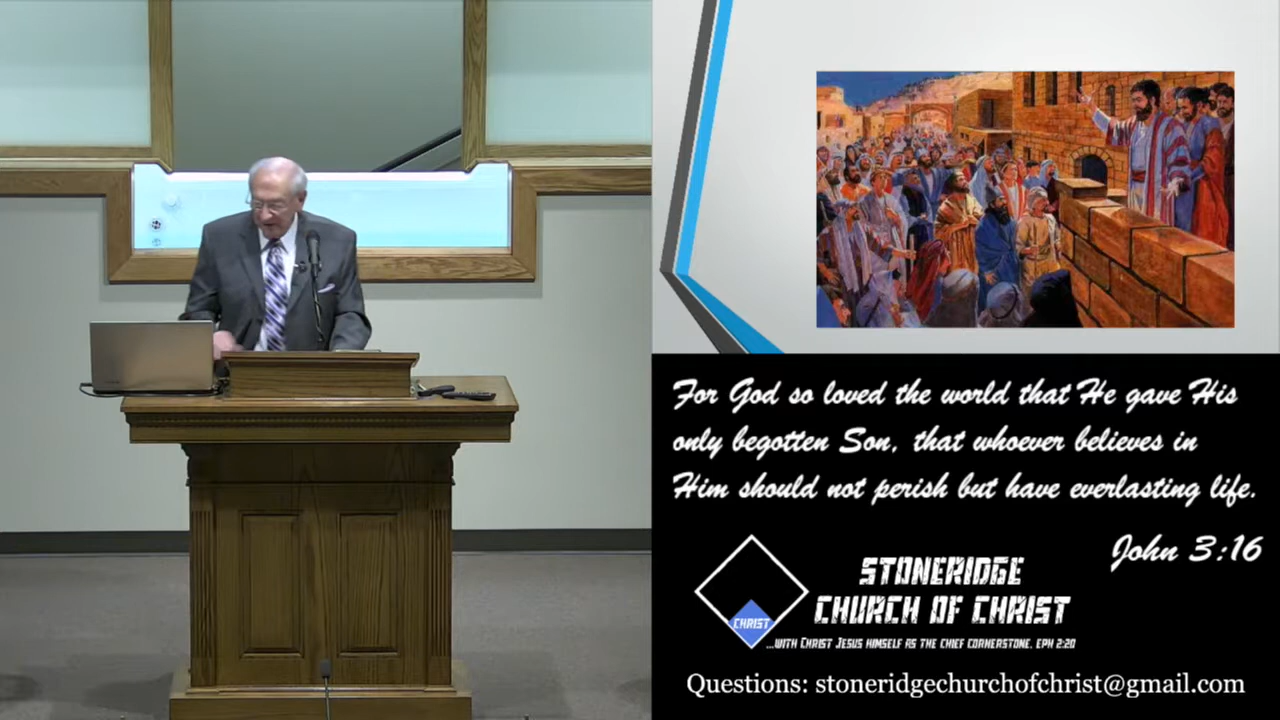 For God so loved the world that He gave His
only begotten Son, that whoever believes in
Him should not perish but have everlasting life.
John 3:16
CHRIST
STONERIDGE
CHURCH OF CHRIST
...WITH CHRIST JESUS HIMSELF AS THE CHIEF CORNERSTONE. EPH 2:20
Questions: stoneridgechurchofchrist@gmail.com